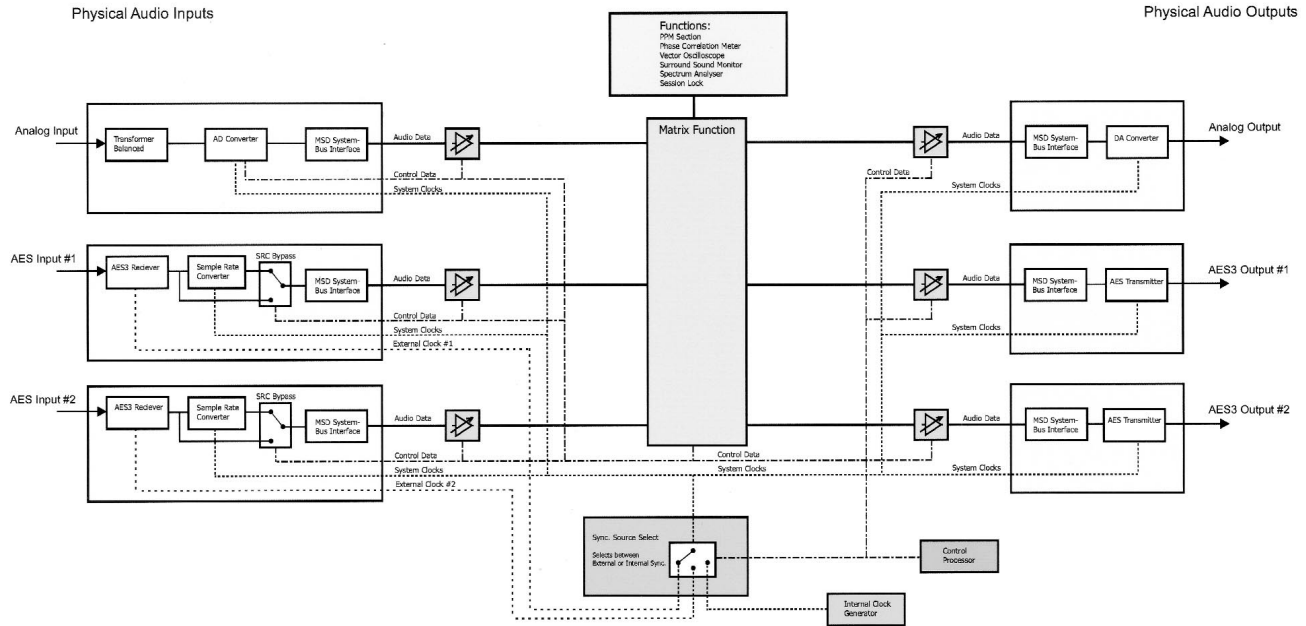 Physical Audio Inputs
Physical Audio Outputs
Functions:
PPM Section
Phase Correlation Meter
Vector Oscilloscope
Surround Sound Monitor
Spectrum Analyser
Session Lock
Matrix Function
Analog Input
Transformer
Balanced
AD Converter
MSD System-
Bus Interface
Audio Data
Control Data
System Clocks
Audio Data
Control Data
System Clocks
MSD System-
Bus Interface
DA Converter
Analog Output
AES Input #1
AES3 Reciever
Sample Rate
Converter
SRC Bypass
MSD System-
Bus Interface
Audio Data
Control Data
System Clocks
External Clock #1
Audio Data
System Clocks
MSD System-
Bus Interface
AES Transmitter
AES3 Output #1
AES Input #2
AES3 Reciever
Sample Rate
Converter
SRC Bypass
MSD System-
Bus Interface
Audio Data
Control Data
System Clocks
External Clock #2
Control Data
System Clocks
Audio Data
System Clocks
MSD System-
Bus Interface
AES Transmitter
AES3 Output #2
Sync. Source Select
Selects between
External or Internal Sync.
Control
Processor
Internal Clock
Generator